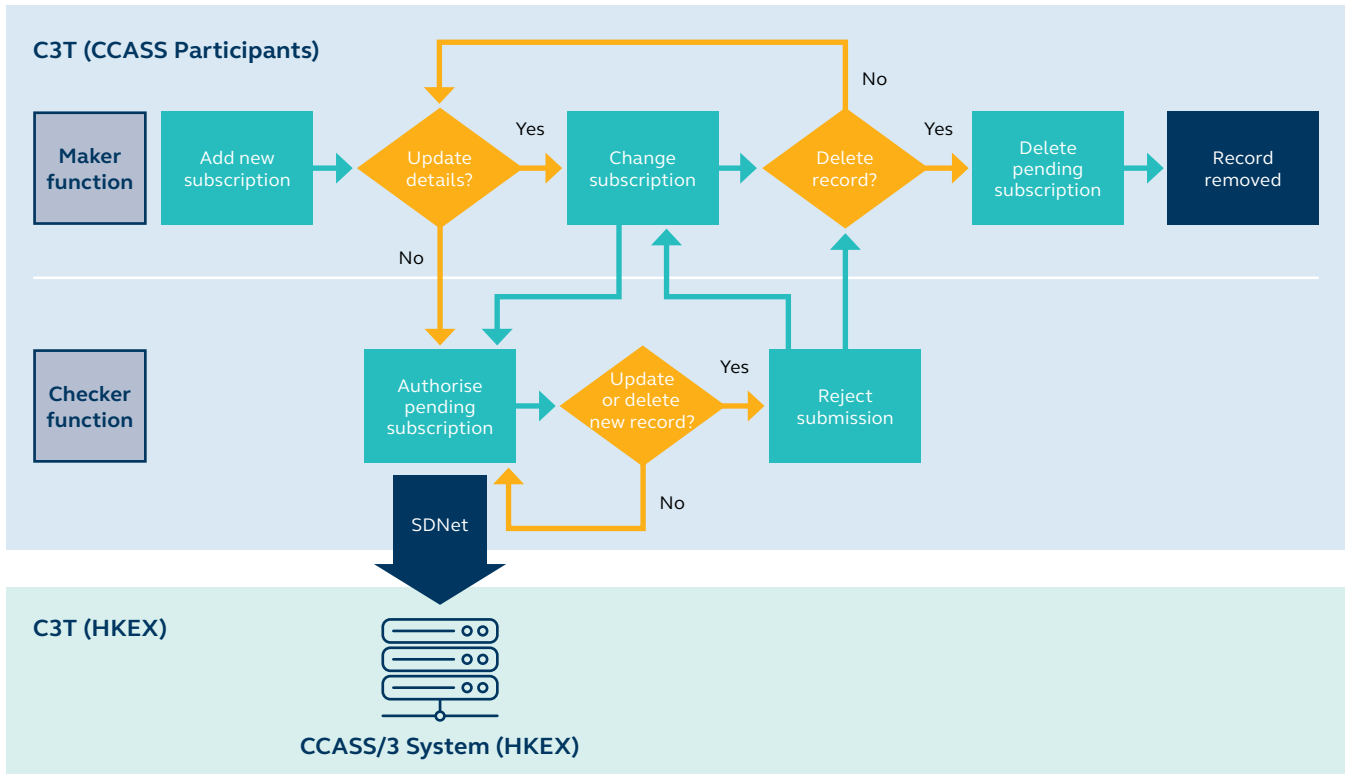 C3T (CCASS Participants)
No
Maker
function
Add new
subscription
Update
details?
Yes
Change
subscription
Delete
record?
Yes
Delete
pending
subscription
Record
removed
No
Checker
function
Authorise
pending
subscription
Update
or delete
new record?
Yes
Reject
submission
No
SDNet
C3T (HKEX)
CCASS/3 System (HKEX)